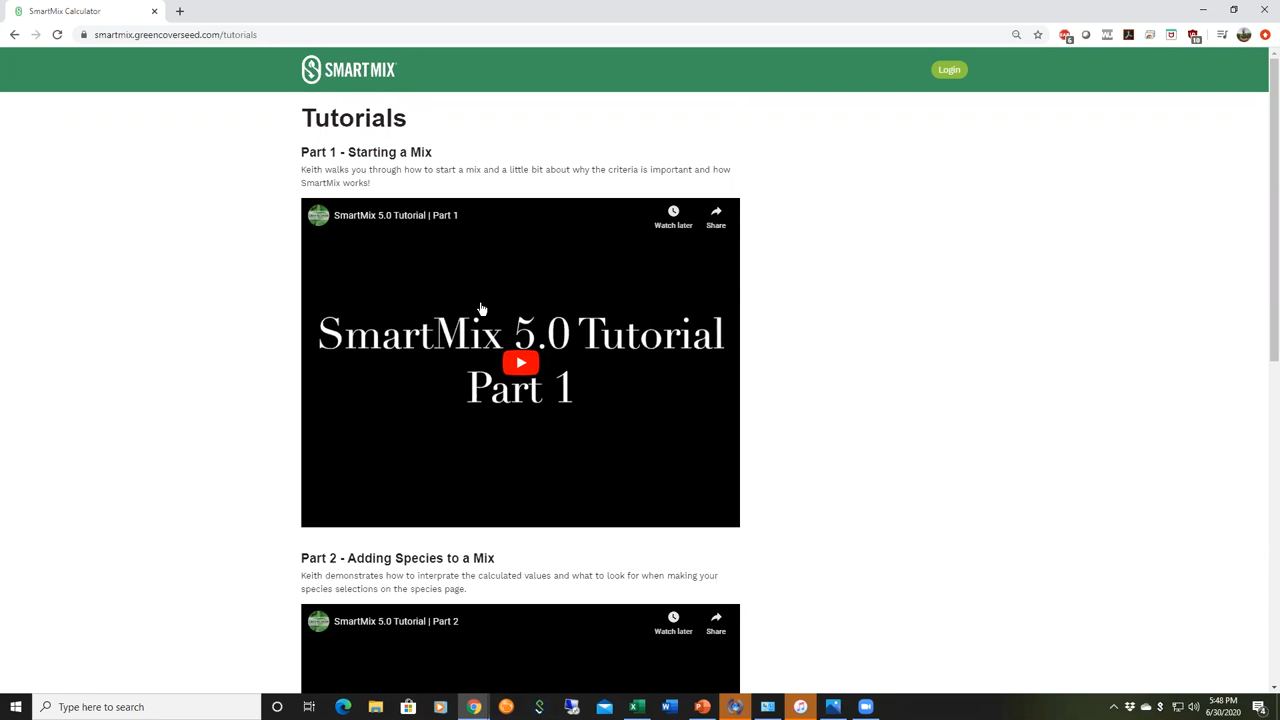 SmartMix Calculator
smartmix.greencoverseed.com/tutorials
SMARTMIX
Login
Tutorials
Part 1 - Starting a Mix
Keith walks you through how to start a mix and a little bit about why the criteria is important and how
SmartMix works!
SmartMix 5.0 Tutorial | Part 1
Watch later
Share
SmartMix 5.0 Tutorial
Part 1
Part 2 - Adding Species to a Mix
Keith demonstrates how to interprate the calculated values and what to look for when making your
species selections on the species page.
SmartMix 5.0 Tutorial | Part 2
Watch later
Share
Type here to search
5:48 PM
6/30/2020